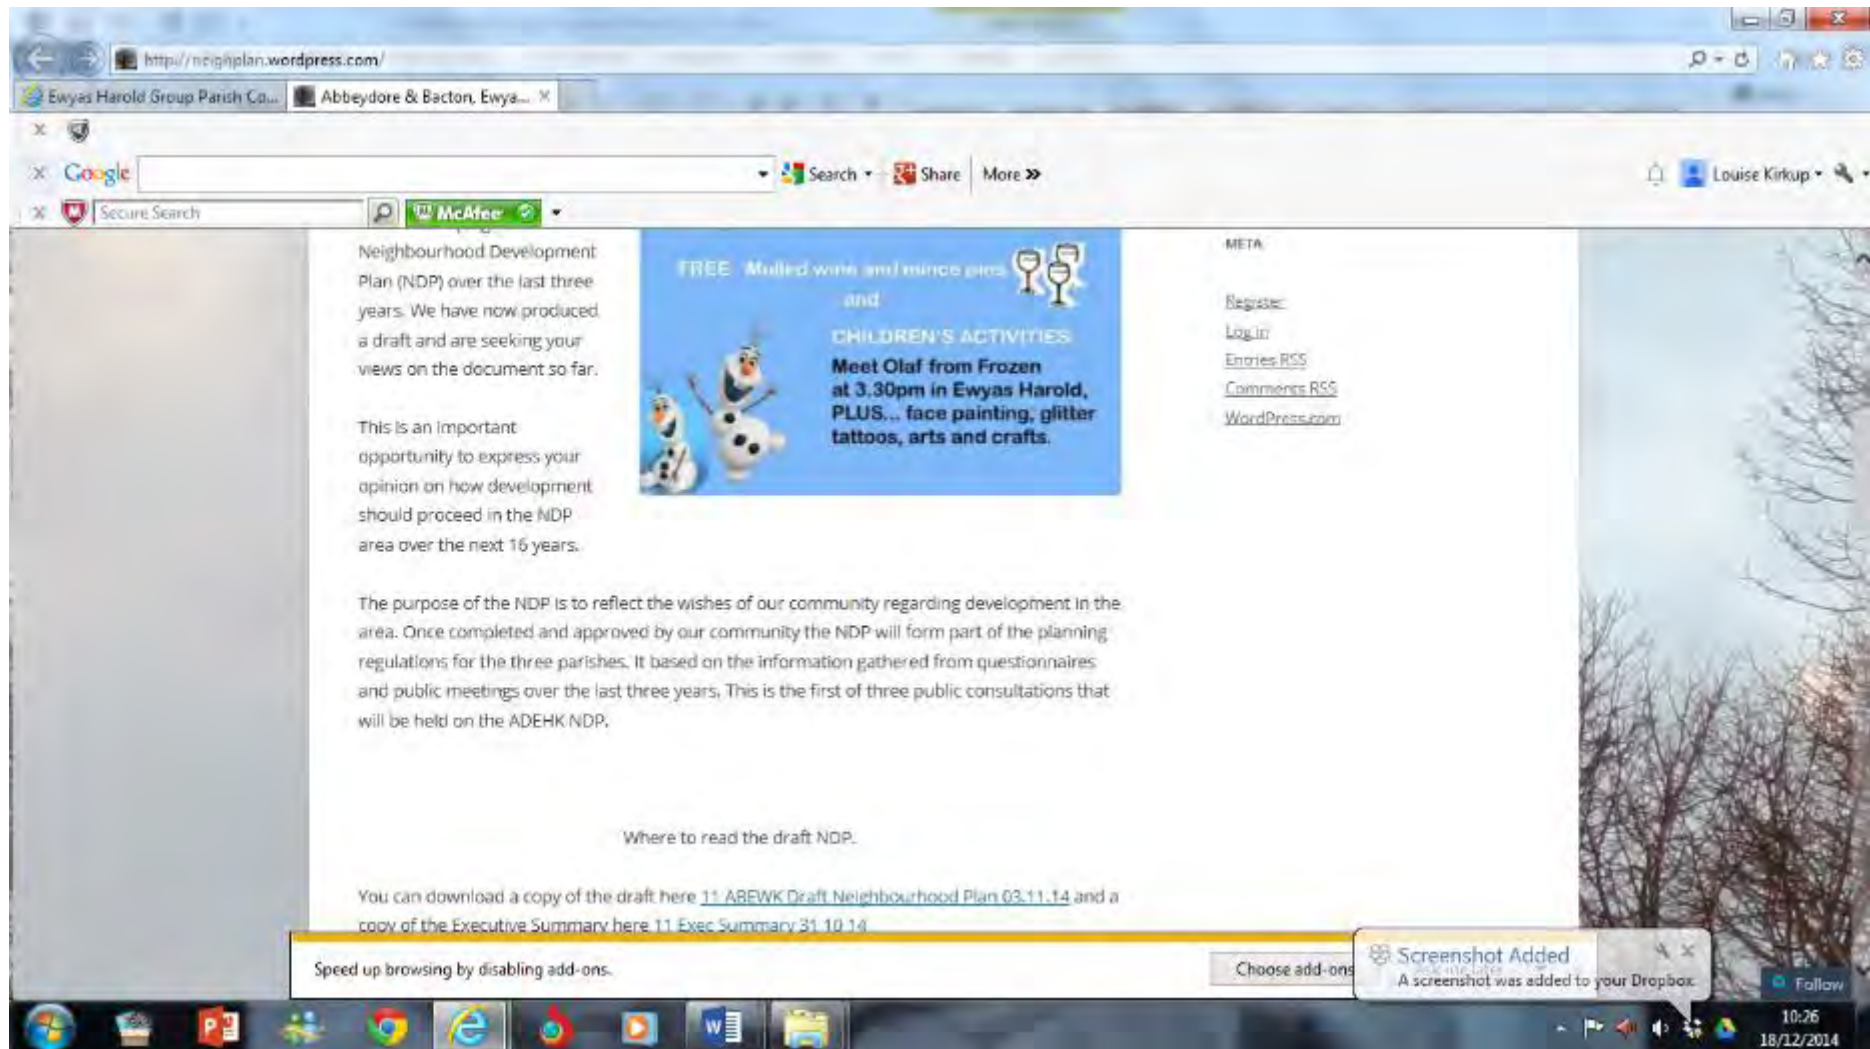 http://neighplan.wordpress.com/
Ewyas Harold Group Parish Co...
Abbeydore & Bacton, Ewya...
Google
Search
Share
More »
Louise Kirkup
Secure Search
McAfee
Neighbourhood Development
Plan (NDP) over the last three
years. We have now produced
a draft and are seeking your
views on the document so far.
This is an important
opportunity to express your
opinion on how development
should proceed in the NDP
area over the next 16 years.
FREE Mulled wine and mince pies
and
CHILDREN'S ACTIVITIES
Meet Olaf from Frozen
at 3.30pm in Ewyas Harold,
PLUS... face painting, glitter
tattoos, arts and crafts.
META
Register
Log in
Entries RSS
Comments RSS
WordPress.com
The purpose of the NDP is to reflect the wishes of our community regarding development in the
area. Once completed and approved by our community the NDP will form part of the planning
regulations for the three parishes. It based on the information gathered from questionnaires
and public meetings over the last three years. This is the first of three public consultations that
will be held on the ADEHK NDP.
Where to read the draft NDP.
You can download a copy of the draft here 11 ABEWK Draft Neighbourhood Plan 03.11.14 and a
copy of the Executive Summary here 11 Exec Summary 31 10 14
Speed up browsing by disabling add-ons.
Choose add-ons
Screenshot Added
A screenshot was added to your Dropbox.
Follow
10:26
18/12/2014